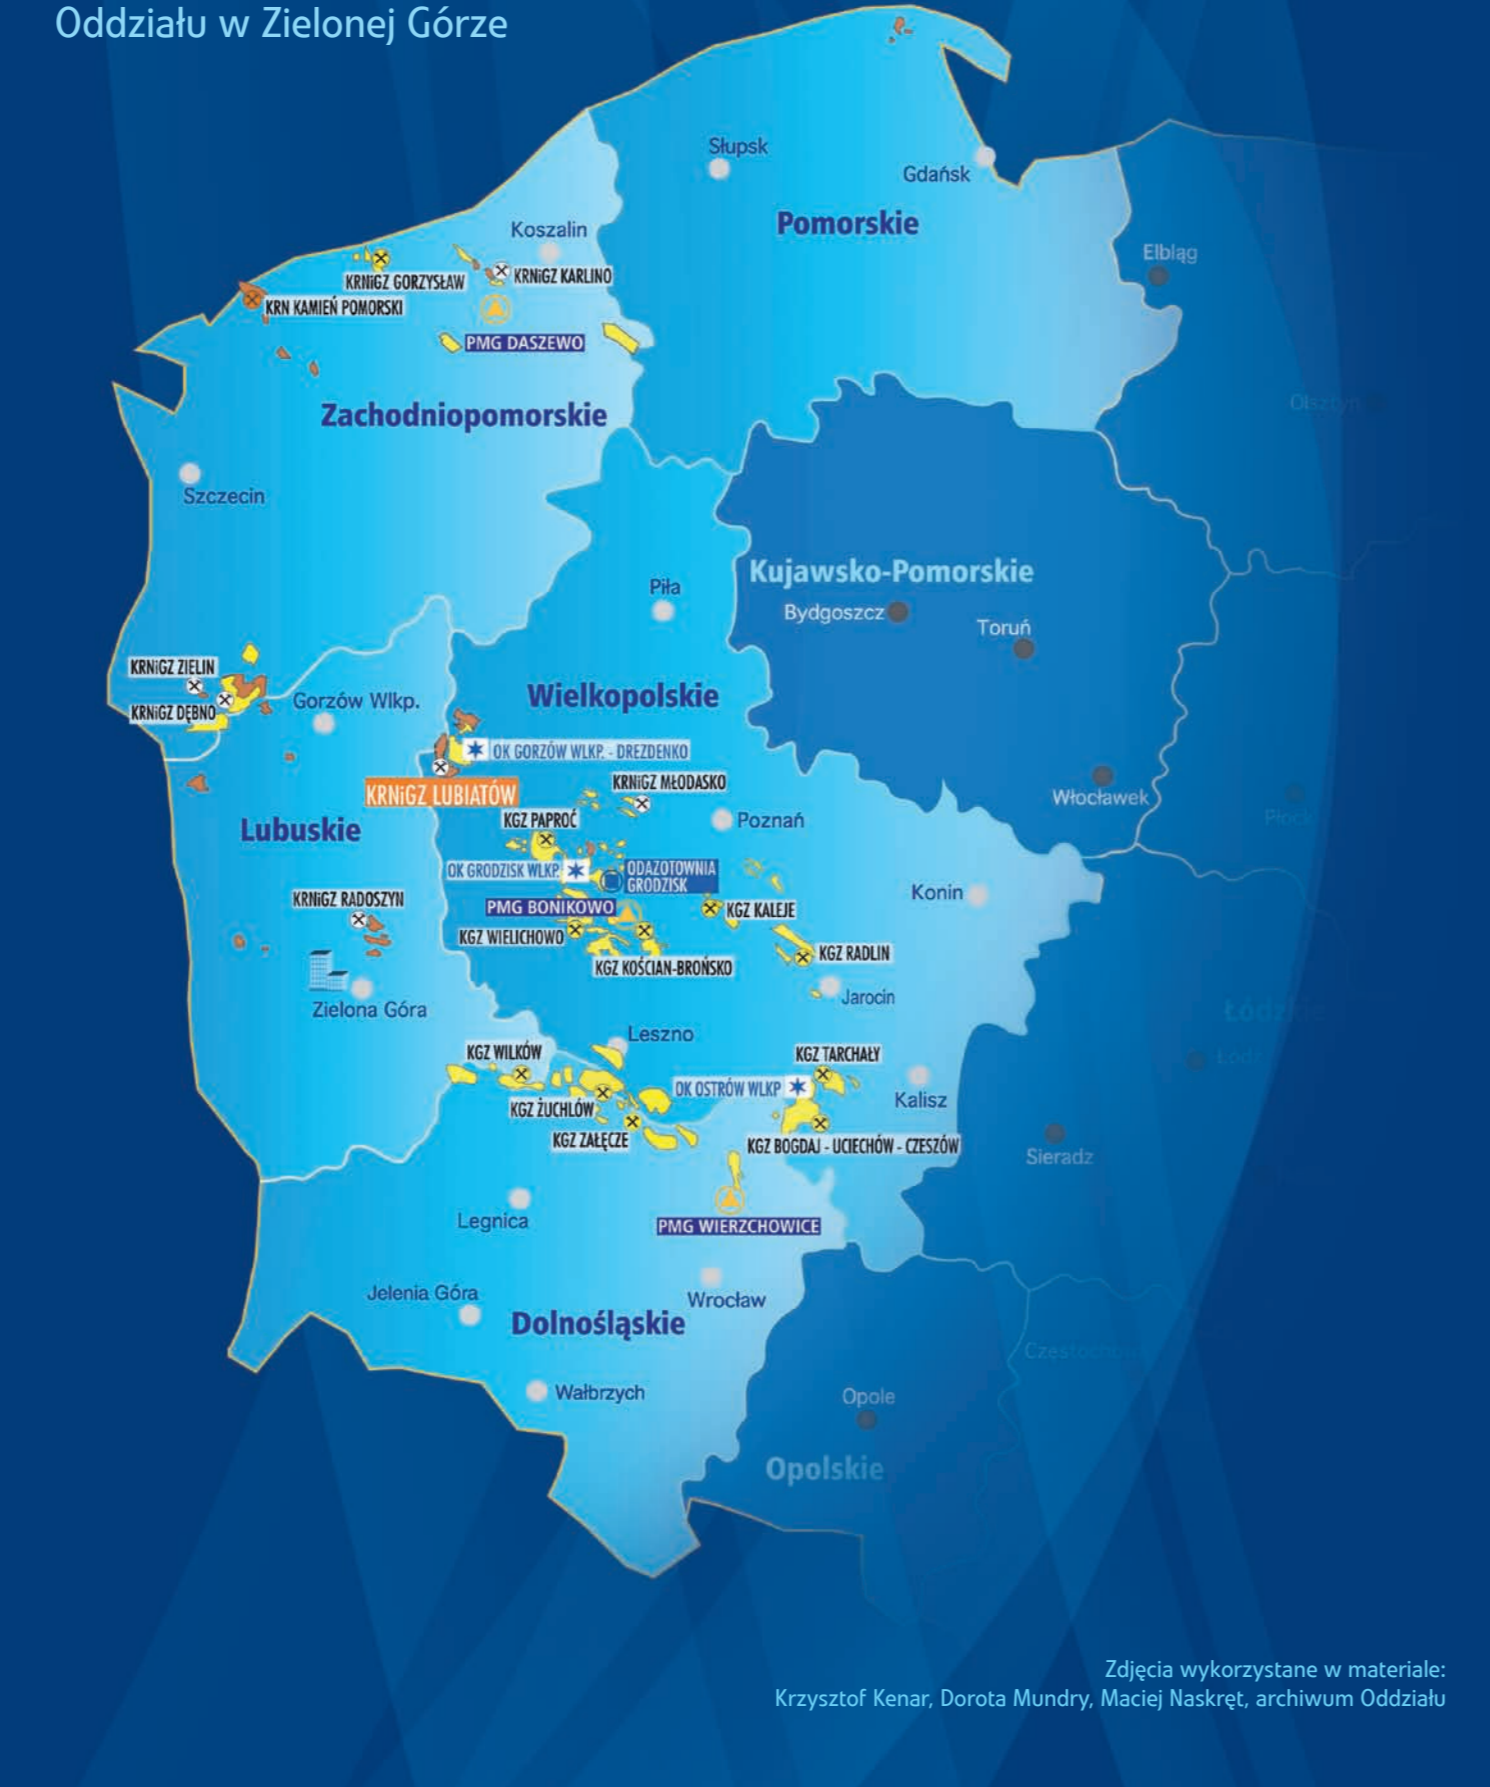 Oddziału w Zielonej Górze
Słupsk
Gdańsk
Pomorskie
Koszalin
Elbląg
KRNiGZ GORZYSŁAW
KRNiGZ KARLINO
KRN KAMIEŃ POMORSKI
PMG DASZEWO
Olsztyn
Zachodniopomorskie
Szczecin
Kujawsko-Pomorskie
Piła
Bydgoszcz
Toruń
KRNiGZ ZIELIN
Wielkopolskie
Gorzów Wlkp.
KRNiGZ DĘBNO
OK GORZÓW WLKP. - DREZDENKO
KRNiGZ MŁODASKO
KRNiGZ LUBIATÓW
Włocławek
Płock
KGZ PAPROĆ
Poznań
Lubuskie
OK GRODZISK WLKP.
ODAZOTOWNIA
GRODZISK
Konin
KRNiGZ RADOSZYN
PMG BONIKOWO
KGZ KALEJE
KGZ WIELICHOWO
KGZ RADLIN
KGZ KOŚCIAN-BROŃSKO
Jarocin
Zielona Góra
Łódzkie
Leszno
KGZ WILKÓW
KGZ TARCHAŁY
Łódź
OK OSTRÓW WLKP
Kalisz
KGZ ŻUCHLÓW
KGZ ZAŁĘCZE
KGZ BOGDAJ - UCIECHÓW - CZESZÓW
Sieradz
Legnica
PMG WIERZCHOWICE
Jelenia Góra
Wrocław
Dolnośląskie
Częstochowa
Wałbrzych
Opole
Opolskie
Zdjęcia wykorzystane w materiale:
Krzysztof Kenar, Dorota Mundry, Maciej Naskręt, archiwum Oddziału